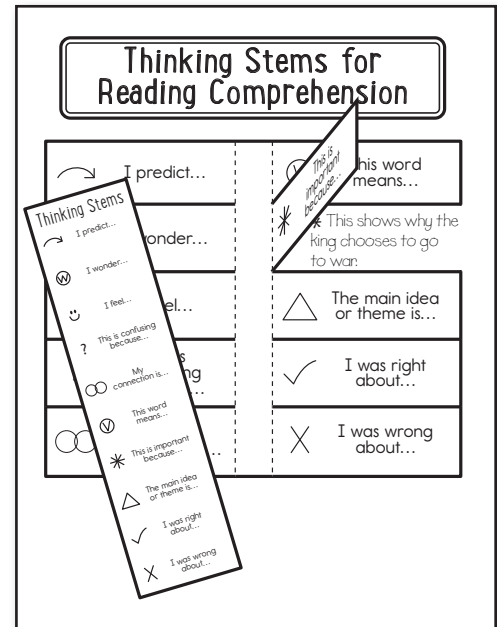 Thinking Stems for
Reading Comprehension
I predict...
wonder...
el...
his word
means...
This is
important
because...
* This shows why the
king chooses to go
to war.
The main idea
or theme is...
I was right
about...
I was wrong
about...
Thinking Stems
I predict...
I wonder...
I feel...
? This is confusing
because...
My
connection is...
This word
means...
This is important
because...
The main idea
or theme is...
I was right
about...
I was wrong
about...